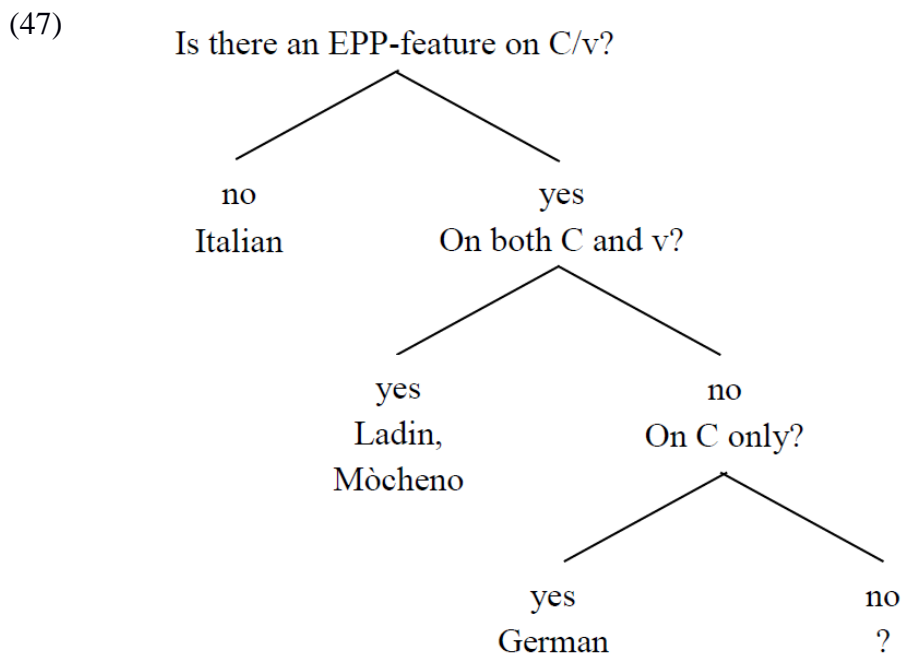 (47)
Is there an EPP-feature on C/v?
no yes
Italian On both C and v?
yes no
Ladin, On C only?
Mòcheno
yes no
German ?